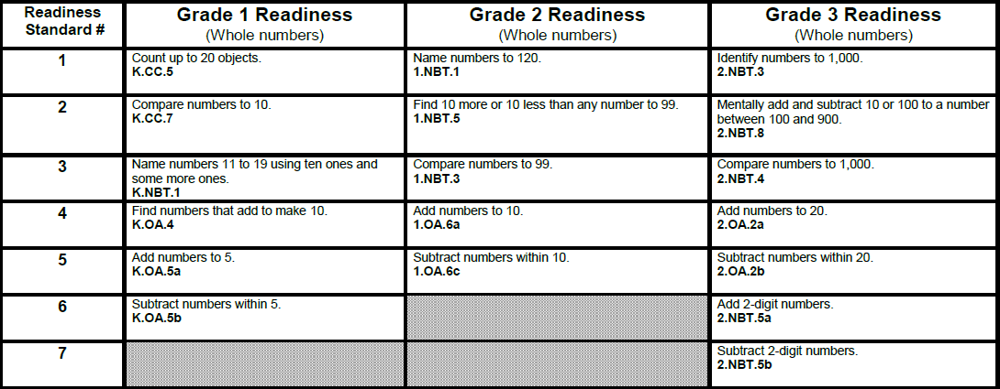 Readiness
Standard #
Grade 1 Readiness
(Whole numbers)
Grade 2 Readiness
(Whole numbers)
Grade 3 Readiness
(Whole numbers)
1
Count up to 20 objects.
K.CC.5
Name numbers to 120.
1.NBT.1
Identify numbers to 1,000.
2.NBT.3
2
Compare numbers to 10.
K.CC.7
Find 10 more or 10 less than any number to 99.
1.NBT.5
Mentally add and subtract 10 or 100 to a number
between 100 and 900.
2.NBT.8
3
Name numbers 11 to 19 using ten ones and
some more ones.
K.NBT.1
Compare numbers to 99.
1.NBT.3
Compare numbers to 1,000.
2.NBT.4
4
Find numbers that add to make 10.
K.OA.4
Add numbers to 10.
1.OA.6a
Add numbers to 20.
2.OA.2a
5
Add numbers to 5.
K.OA.5a
Subtract numbers within 10.
1.OA.6c
Subtract numbers within 20.
2.OA.2b
6
Subtract numbers within 5.
K.OA.5b
Add 2-digit numbers.
2.NBT.5a
7
Subtract 2-digit numbers.
2.NBT.5b